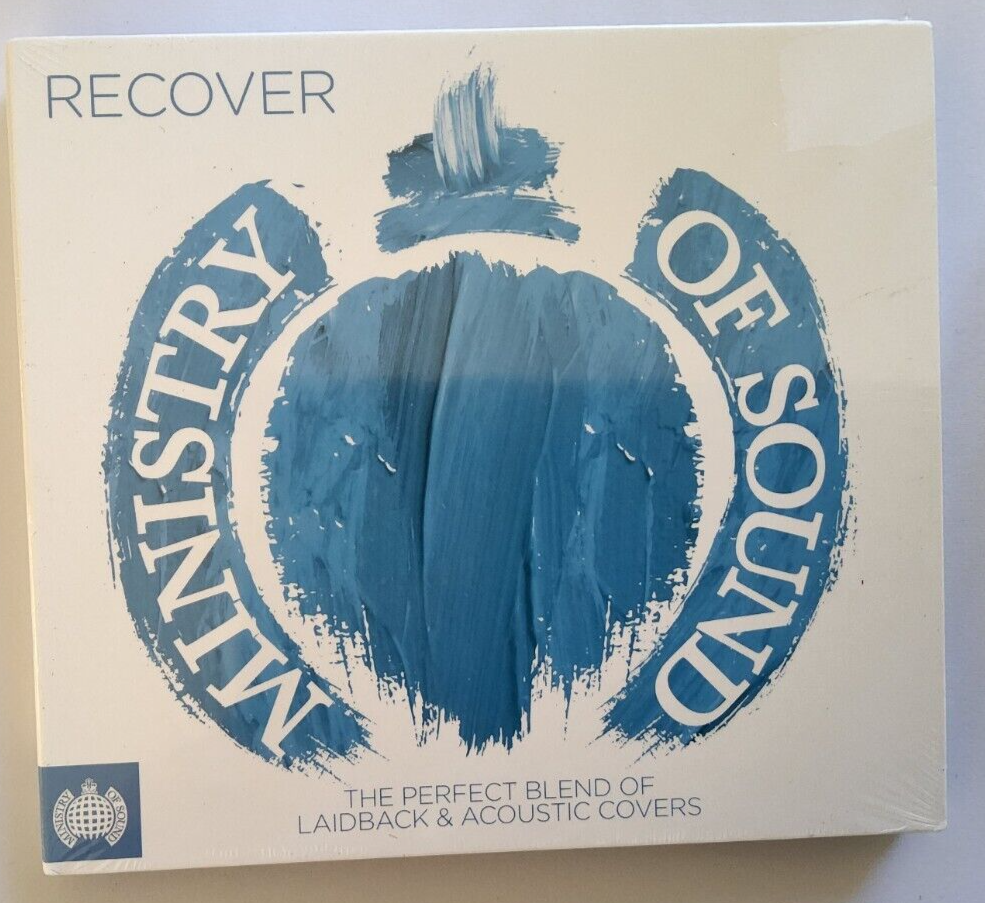 RECOVER
MINISTRY OF SOUND
THE PERFECT BLEND OF
LAIDBACK & ACOUSTIC COVERS
MINISTRY OF SOUND